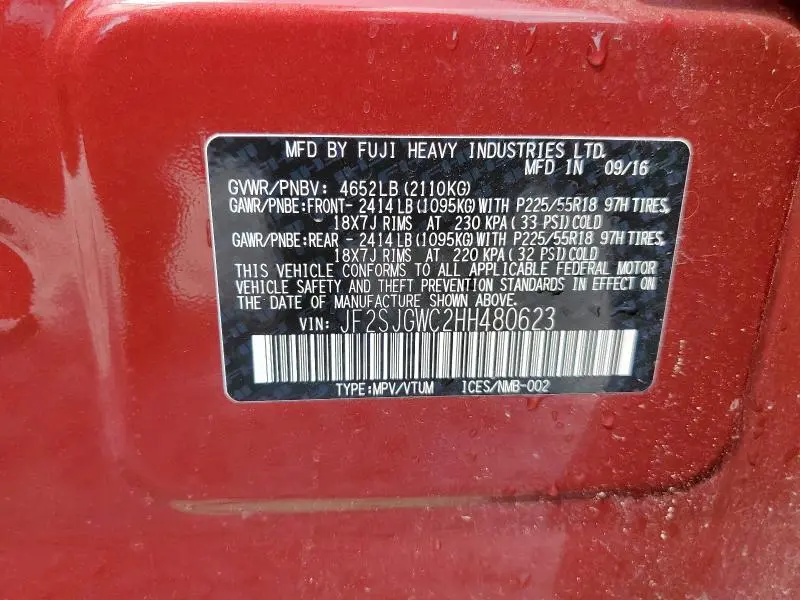 MFD BY FUJI HEAVY INDUSTRIES LTD.
MFD IN 09/16
GVWR/PNBV: 4652LB(2110KG)
GAWR/PNBE:FRONT- 2414LB(1095KG)WITH P225/55R18 97H TIRES,
18X7J RIMS AT 230 KPA(33 PSI)COLD
GAWR/PNBE:REAR - 2414LB(1095KG)WITH P225/55R18 97H TIRES,
18X7J RIMS AT 220 KPA(32 PSI)COLD
THIS VEHICLE CONFORMS TO ALL APPLICABLE FEDERAL MOTOR
VEHICLE SAFETY AND THEFT PREVENTION STANDARDS IN EFFECT ON
THE DATE OF MANUFACTURE SHOWN ABOVE.
VIN: JF2SJGWC2HH480623
TYPE:MPV/VTUM ICES/NMB-002